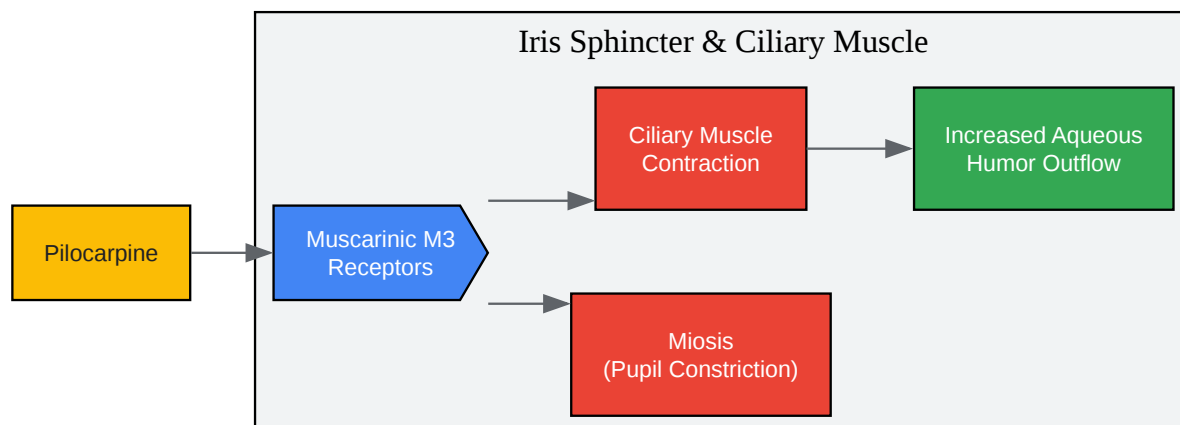 Iris Sphincter & Ciliary Muscle
Ciliary Muscle
Contraction
Increased Aqueous
Humor Outflow
Pilocarpine
Muscarinic M3
Receptors
Miosis
(Pupil Constriction)